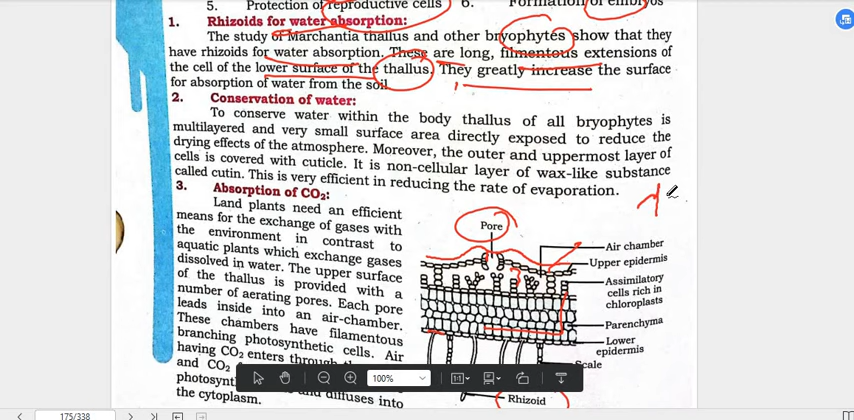 5. Protection of reproductive cells 6. Formation of embryos
1. Rhizoids for water absorption:
The study of Marchantia thallus and other bryophytes show that they
have rhizoids for water absorption. These are long, filmentous extensions of
the cell of the lower surface of the thallus. They greatly increase the surface
for absorption of water from the soil.
2. Conservation of water:
To conserve water within the body thallus of all bryophytes is
multilayered and very small surface area directly exposed to reduce the
drying effects of the atmosphere. Moreover, the outer and uppermost layer of
cells is covered with cuticle. It is non-cellular layer of wax-like substance
called cutin. This is very efficient in reducing the rate of evaporation.
3. Absorption of CO2:
Land plants need an efficient
means for the exchange of gases with
the environment in contrast to
aquatic plants which exchange gases
dissolved in water. The upper surface
of the thallus is provided with a
number of aerating pores. Each pore
leads inside into an air-chamber.
These chambers have filamentous
branching photosynthetic cells. Air
having CO2 enters through
and CO2
photosynt
and diffuses into
the cytoplasm.
Pore
Air chamber
Upper epidermis
Assimilatory
cells rich in
chloroplasts
Parenchyma
Lower
epidermis
Scale
Rhizoid
100%
1:1
175/338